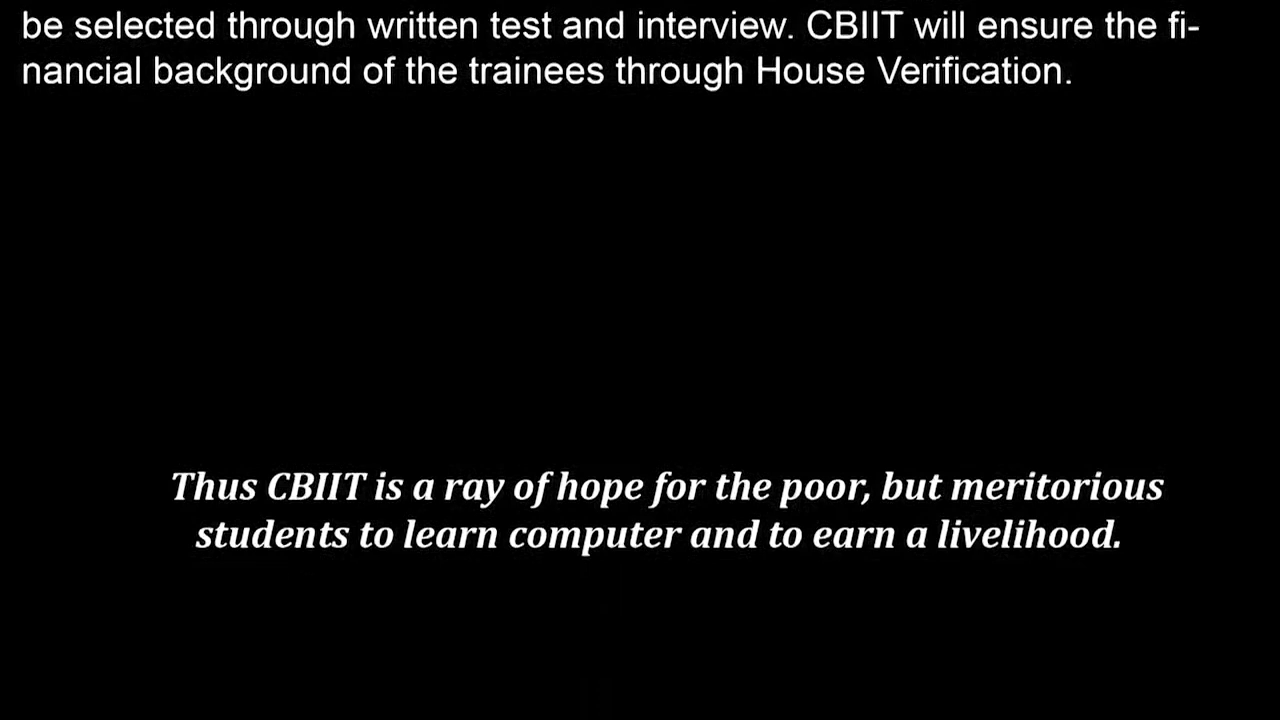 be selected through written test and interview. CBIIT will ensure the fi-
nancial background of the trainees through House Verification.
Thus CBIIT is a ray of hope for the poor, but meritorious
students to learn computer and to earn a livelihood.